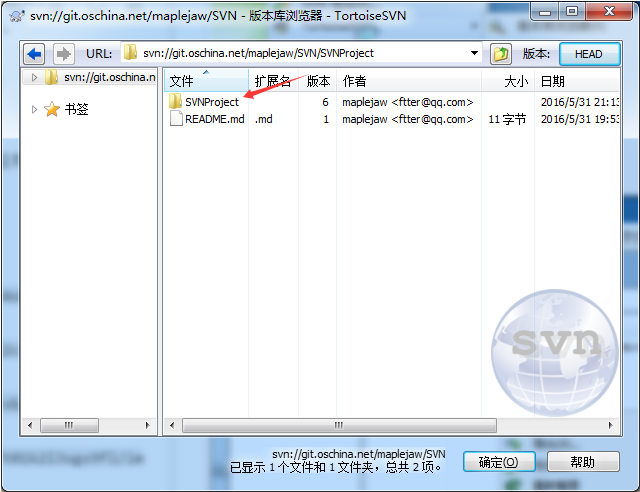 svn://git.oschina.net/maplejaw/SVN - 版本库浏览器 - TortoiseSVN
URL: svn://git.oschina.net/maplejaw/SVN/SVNProject 版本: HEAD
svn://git.oschina.n
书签
文件 扩展名 版本 作者 大小 日期
SVNProject 6 maplejaw <ftter@qq.com> 2016/5/31 21:13
README.md .md 1 maplejaw <ftter@qq.com> 11 字节 2016/5/31 19:53
svn
svn://git.oschina.net/maplejaw/SVN
已显示 1 个文件和 1 文件夹，总共 2 项。
确定(O) 帮助